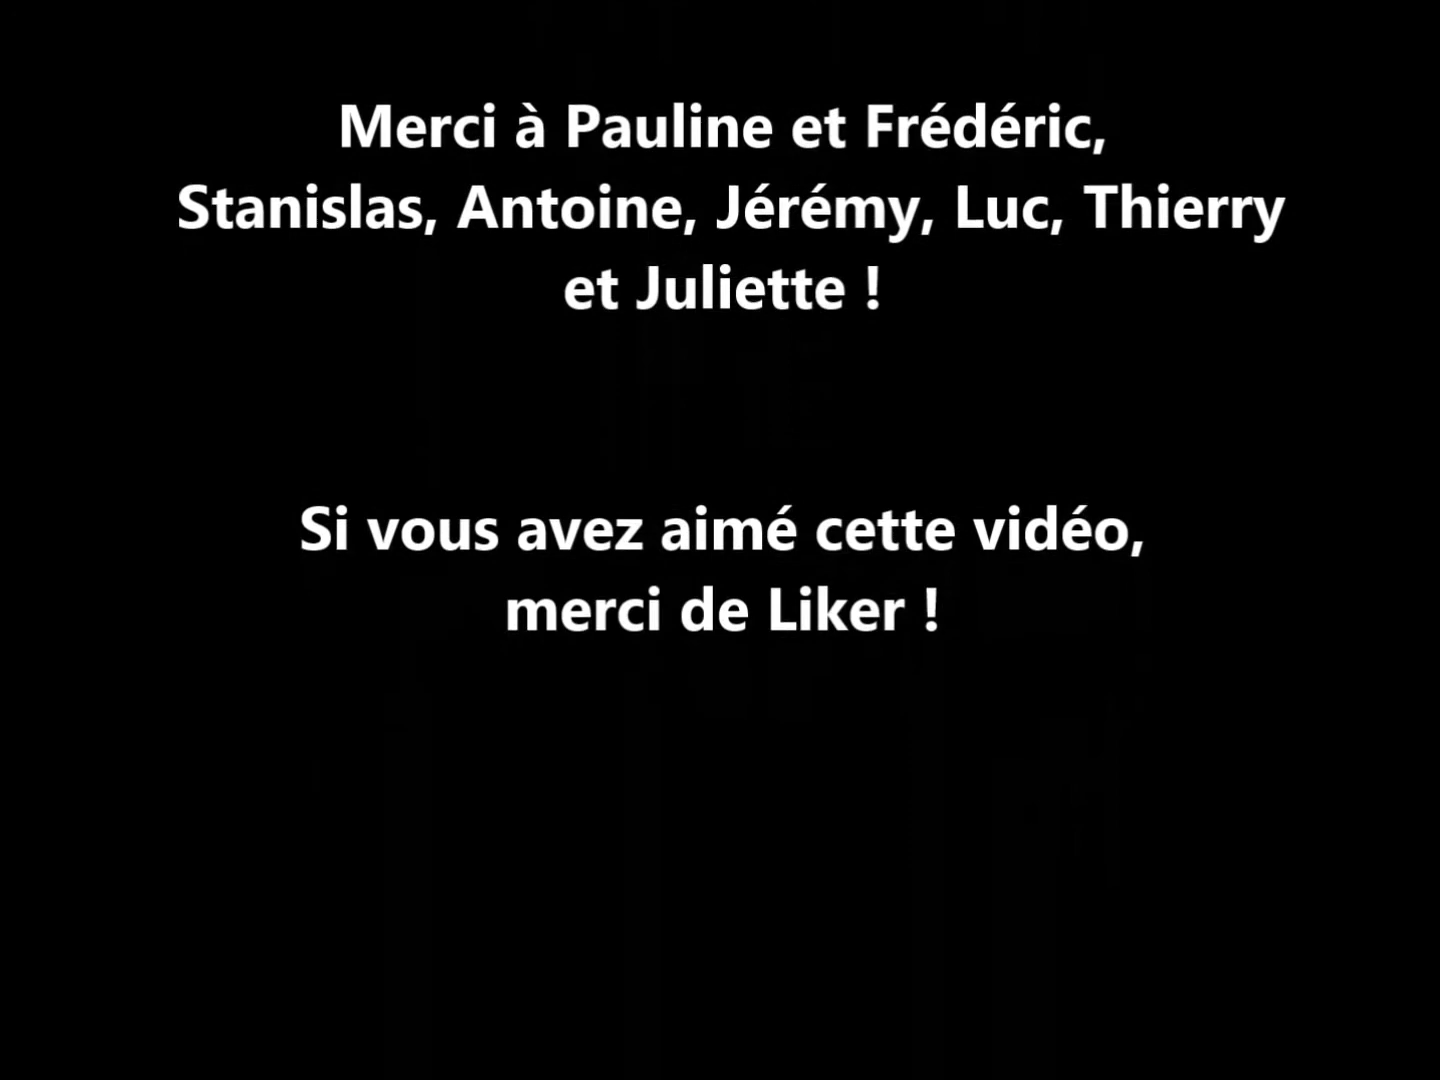 Merci à Pauline et Frédéric,
Stanislas, Antoine, Jérémy, Luc, Thierry
et Juliette !
Si vous avez aimé cette vidéo,
merci de Liker !